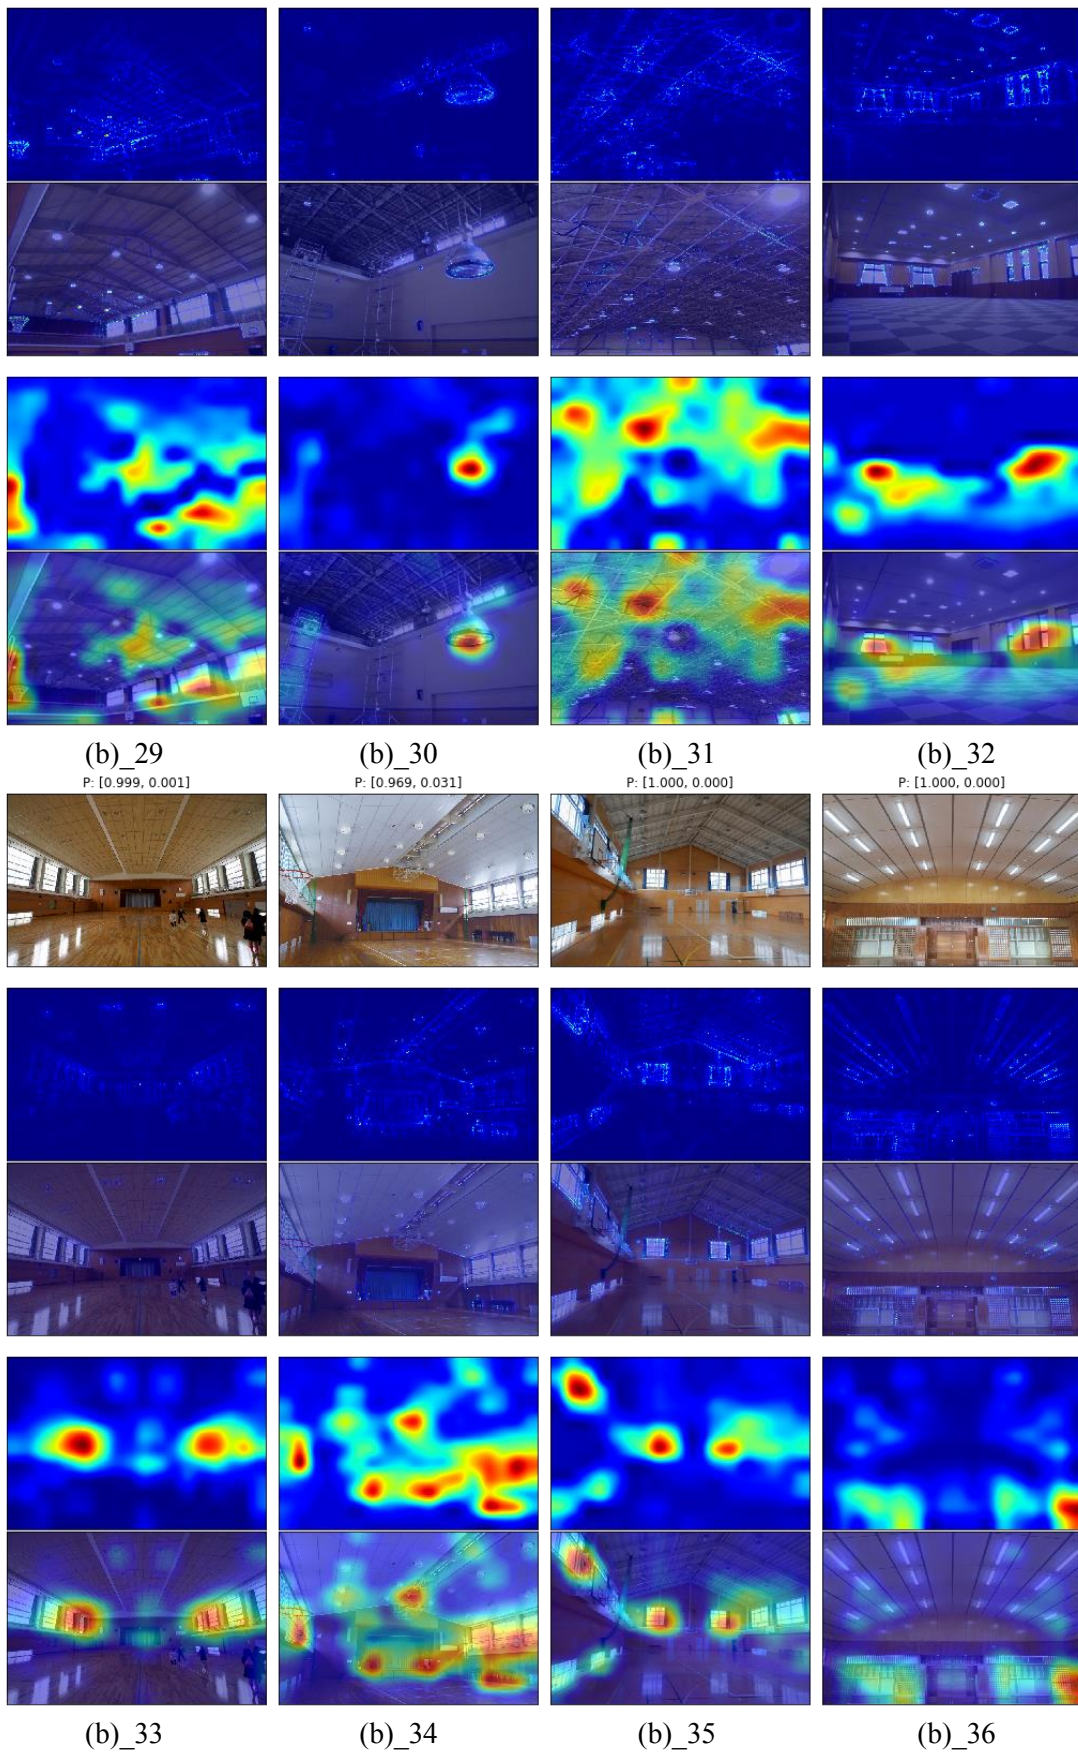 (b)_29 (b)_30 (b)_31 (b)_32
P: [0.999, 0.001] P: [0.969, 0.031] P: [1.000, 0.000] P: [1.000, 0.000]
(b)_33 (b)_34 (b)_35 (b)_36